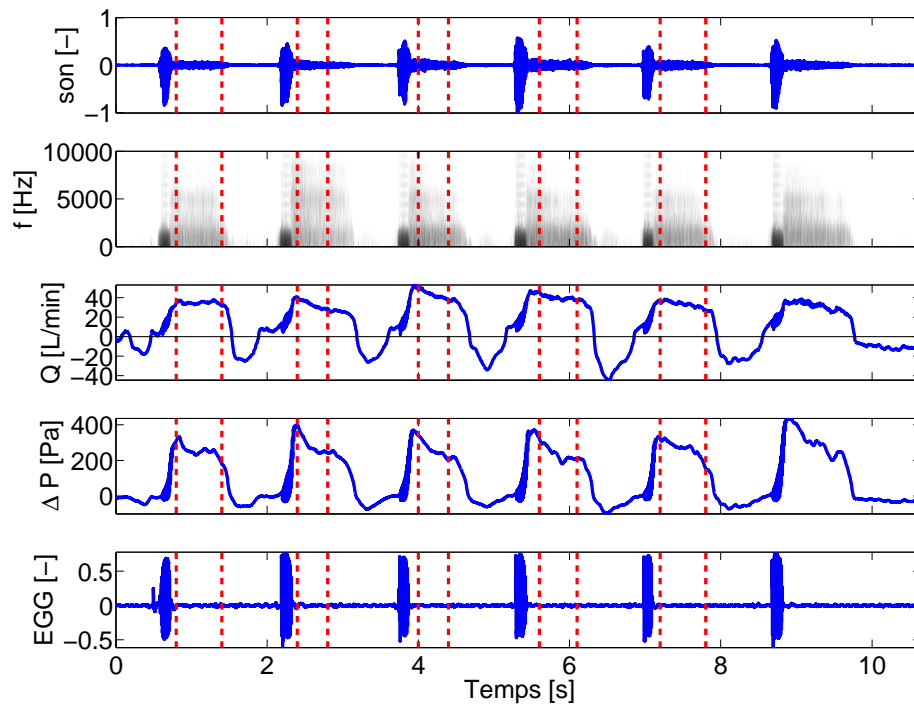 1
0
−1
son [−]
10000
5000
0
f [Hz]
40
20
0
−20
−40
Q [L/min]
400
200
0
Δ P [Pa]
0.5
0
−0.5
EGG [−]
0 2 4 6 8 10
Temps [s]